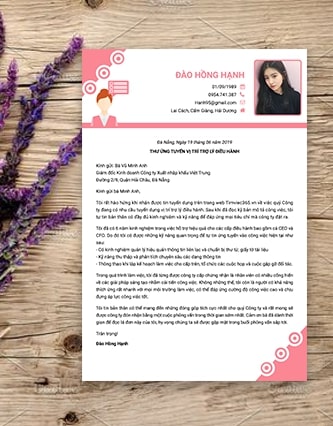 ĐÀO HỒNG HẠNH
01/09/1989
0954.741.387
Hanh95@gmail.com
Lai Cách, Cẩm Giàng, Hải Dương
Đà Nẵng, Ngày 19 tháng 06 năm 2019
THƯ ỨNG TUYỂN VỊ TRÍ TRỢ LÝ ĐIỀU HÀNH
Kính gửi: Bà Vũ Minh Anh
Giám đốc Kinh doanh Công ty Xuất nhập khẩu Việt Trung.
Đường 2/9, Quận Hải Châu, Đà Nẵng
Kính gửi bà Minh Anh,
Tôi rất hào hứng khi nhận được tin tuyển dụng trên trang web Timviec365.vn về việc quý Công
ty đang có nhu cầu tuyển dụng vị trí trợ lý điều hành. Sau khi đã đọc kỹ bản mô tả công việc, tôi
tự tin bản thân có đầy đủ kinh nghiệm và kỹ năng để đáp ứng mọi tiêu chí mà công ty đặt ra.
Tôi đã có 6 năm kinh nghiệm trong việc hỗ trợ hiệu quả cho các cấp điều hành bao gồm cả CEO và
CFO. Do đó tôi có được những kỹ năng quan trọng để tự tin ứng tuyển vào công việc hiện tại như
sau:
- Có kinh nghiệm quản lý hiệu quả thông tin liên lạc và chuẩn bị thư từ, giấy tờ tài liệu
- Kỹ năng thư thập và phân tích chuyên sâu các dạng thông tin
- Thông thạo khi lập kế hoạch làm việc cho cấp trên, tổ chức các cuộc họp và cuộc gặp gỡ đối tác.
Trong quá trình làm việc, tôi đã từng được công ty cấp chứng nhận là nhân viên có nhiều cống hiến
về các giải pháp sáng tạo nhằm cải tiến công việc. Không những thế, tôi còn là người có khả năng
thích ứng rất nhanh với mọi môi trường làm việc, có thể đáp ứng cường độ công việc cao và chịu
đựng áp lực công việc tốt.
Tôi tin bản thân có thể mang đến những đóng góp tích cực nhất cho quý Công ty và rất mong sẽ
được công ty đón nhận bằng một cuộc phỏng vấn trong thời gian sớm nhất. Cảm ơn bà đã dành thời
gian để đọc lá đơn này của tôi, hy vọng chúng ta sẽ được gặp mặt trong buổi phỏng vấn sắp tới.
Trân trọng!
Đào Hồng Hạnh